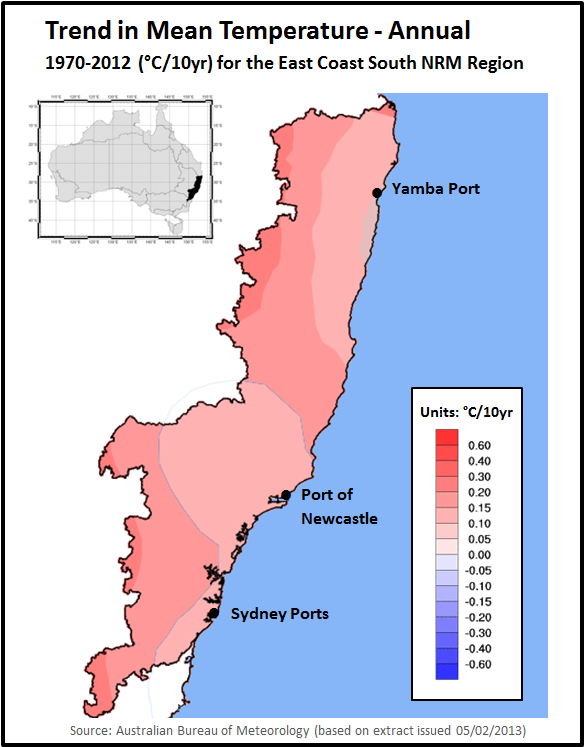 Trend in Mean Temperature - Annual
1970-2012 (°C/10yr) for the East Coast South NRM Region
Yamba Port
Units: °C/10yr
0.60
0.40
0.30
0.20
0.15
0.10
0.05
0.00
-0.05
-0.10
-0.15
-0.20
-0.30
-0.40
-0.60
Port of
Newcastle
Sydney Ports
Source: Australian Bureau of Meteorology (based on extract issued 05/02/2013)